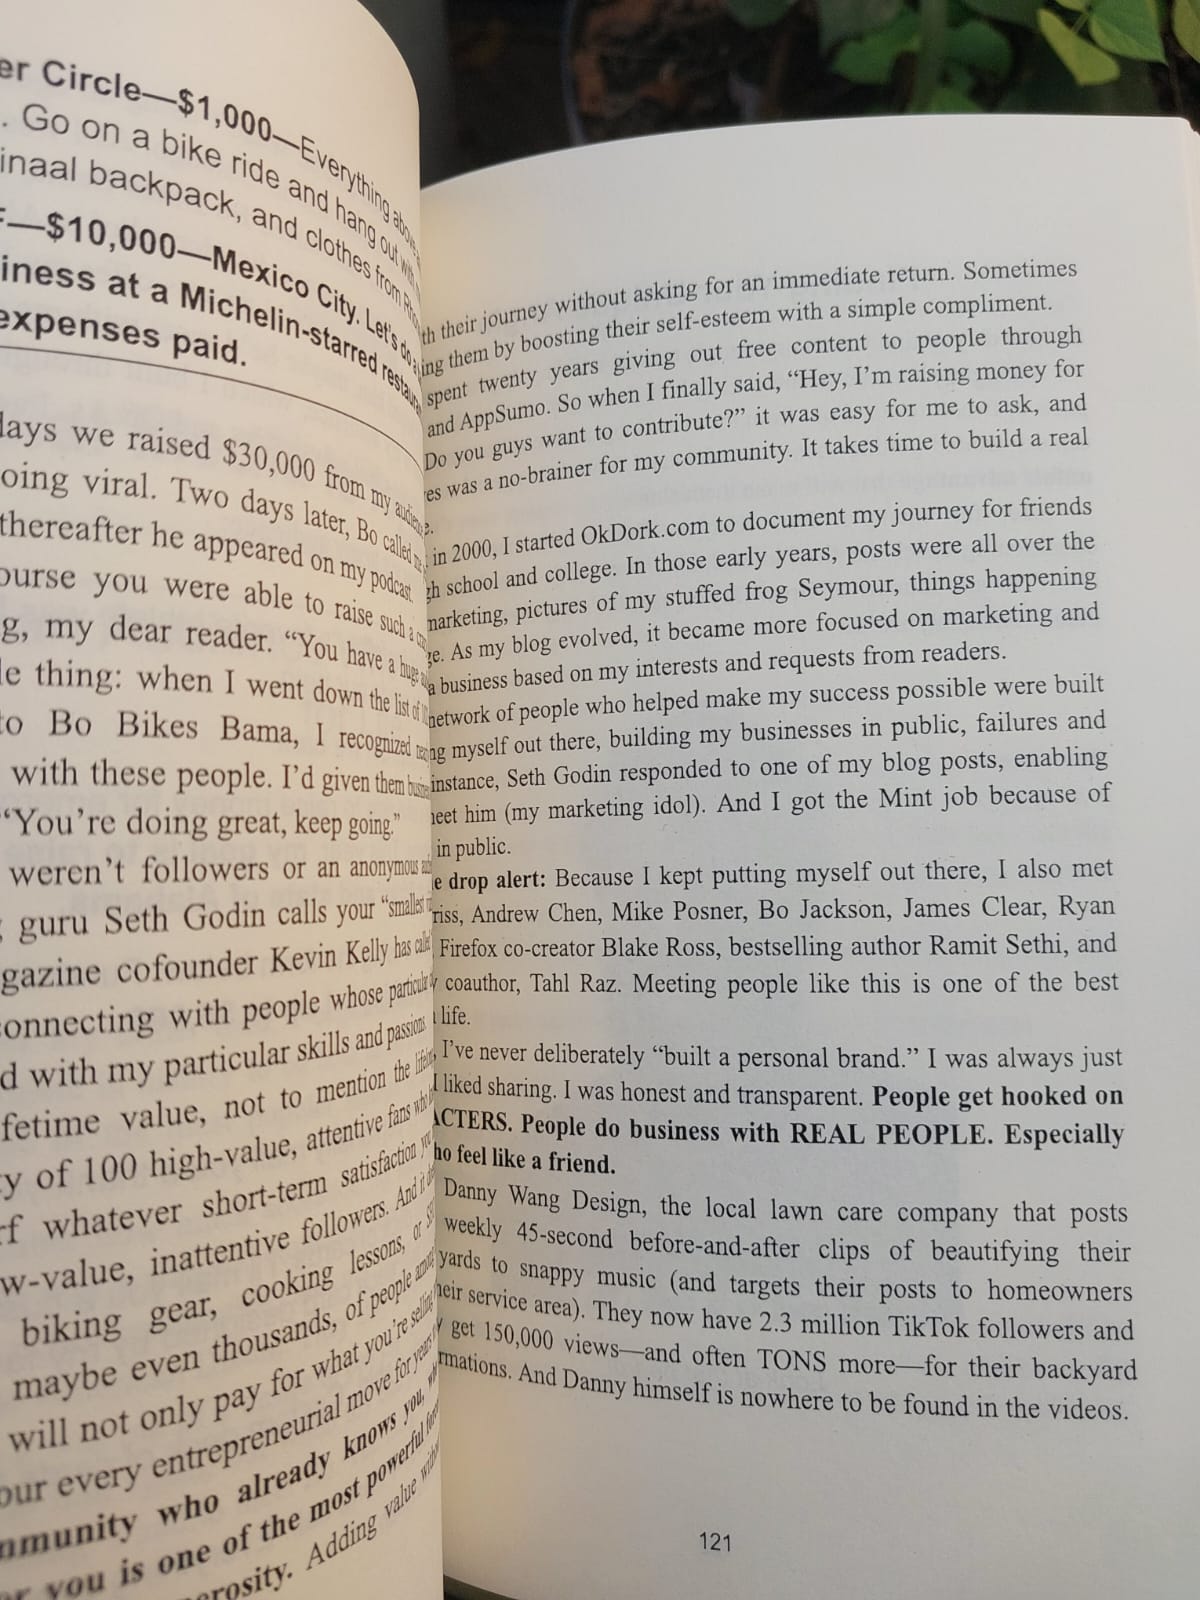 er Circle—$1,000—Everything above
. Go on a bike ride and hang out with
inaal backpack, and clothes from
—$10,000—Mexico City. Let's do
iness at a Michelin-starred
expenses paid.
days we raised $30,000 from my
oing viral. Two days later, Bo called
thereafter he appeared on my podcast.
ourse you were able to raise such a
g, my dear reader. “You have a huge
le thing: when I went down the list of
to Bo Bikes Bama, I recognized
with these people. I’d given them
“You’re doing great, keep going.”
weren’t followers or an anonymous
guru Seth Godin calls your “smallest
gazine cofounder Kevin Kelly has
onnecting with people whose
d with my particular skills and passions
fetime value, not to mention the
y of 100 high-value, attentive fans
rf whatever short-term satisfaction
w-value, inattentive followers. And it
biking gear, cooking lessons, or
maybe even thousands, of people
will not only pay for what you’re selling
our every entrepreneurial move for years
mmunity who already knows you,
you is one of the most powerful
erosity. Adding value
th their journey without asking for an immediate return. Sometimes
ing them by boosting their self-esteem with a simple compliment.
spent twenty years giving out free content to people through
and AppSumo. So when I finally said, “Hey, I’m raising money for
Do you guys want to contribute?” it was easy for me to ask, and
es was a no-brainer for my community. It takes time to build a real
e.
in 2000, I started OkDork.com to document my journey for friends
gh school and college. In those early years, posts were all over the
marketing, pictures of my stuffed frog Seymour, things happening
ge. As my blog evolved, it became more focused on marketing and
a business based on my interests and requests from readers.
network of people who helped make my success possible were built
ng myself out there, building my businesses in public, failures and
instance, Seth Godin responded to one of my blog posts, enabling
eet him (my marketing idol). And I got the Mint job because of
in public.
e drop alert: Because I kept putting myself out there, I also met
riss, Andrew Chen, Mike Posner, Bo Jackson, James Clear, Ryan
Firefox co-creator Blake Ross, bestselling author Ramit Sethi, and
y coauthor, Tahl Raz. Meeting people like this is one of the best
life.
I’ve never deliberately “built a personal brand.” I was always just
I liked sharing. I was honest and transparent. People get hooked on
ACTERS. People do business with REAL PEOPLE. Especially
ho feel like a friend.
Danny Wang Design, the local lawn care company that posts
weekly 45-second before-and-after clips of beautifying their
yards to snappy music (and targets their posts to homeowners
heir service area). They now have 2.3 million TikTok followers and
y get 150,000 views—and often TONS more—for their backyard
rmations. And Danny himself is nowhere to be found in the videos.
121